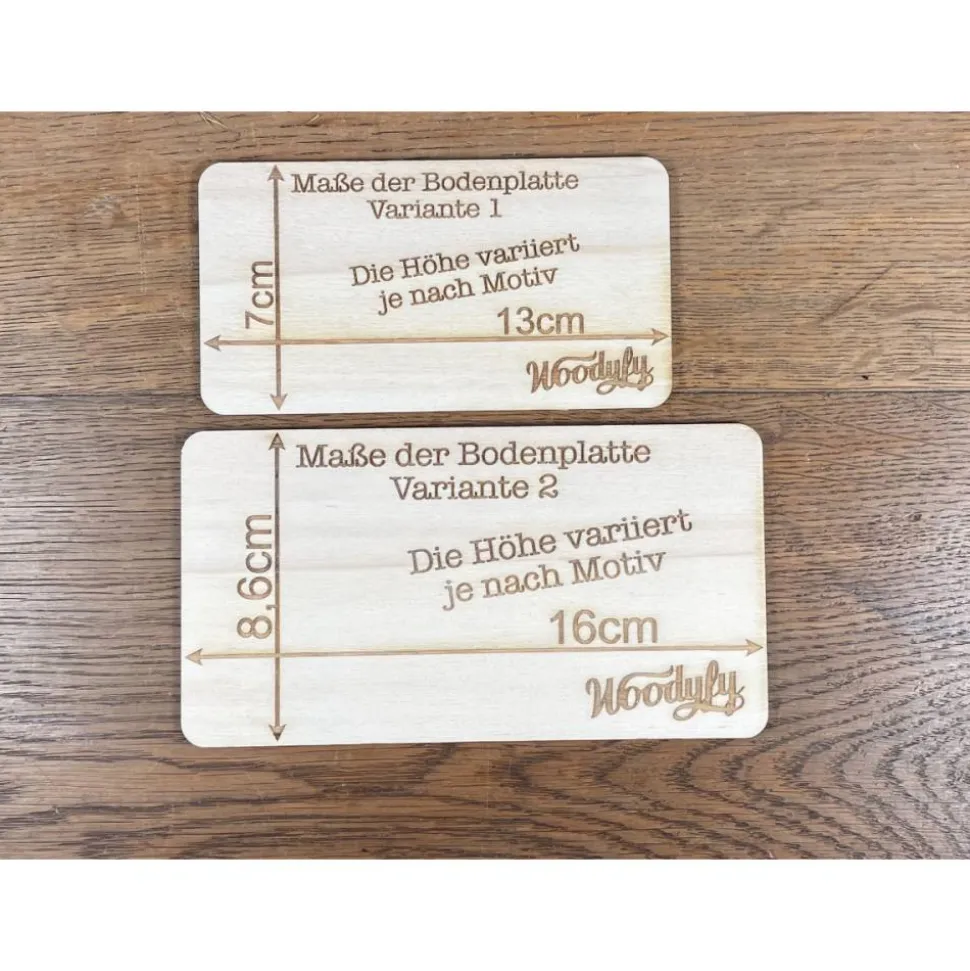 Maße der Bodenplatte
Variante 1
Die Höhe variiert
je nach Motiv
7cm
13cm
Woodyly
Maße der Bodenplatte
Variante 2
Die Höhe variiert
je nach Motiv
8,6cm
16cm
Woodyly